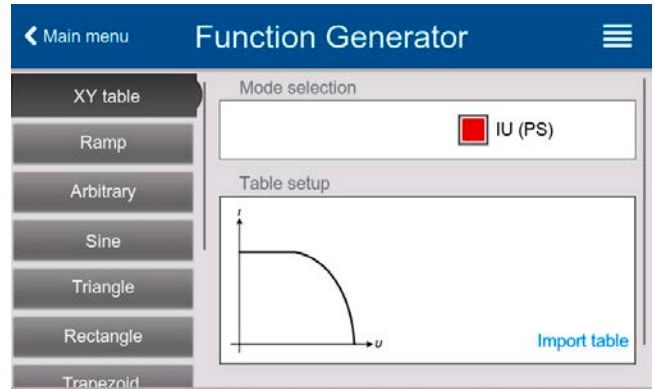 Main menu
Function Generator
XY table
Ramp
Arbitrary
Sine
Triangle
Rectangle
Trapezoid
Mode selection
IU (PS)
Table setup
I
U
Import table